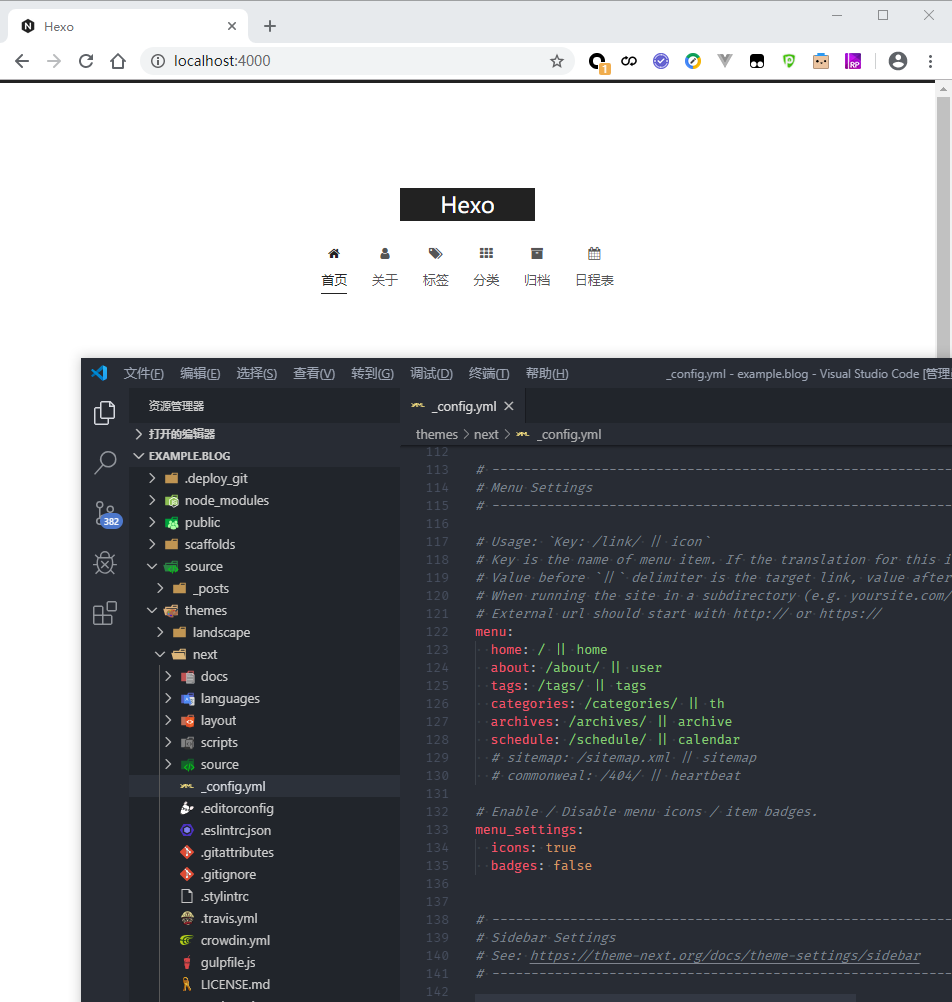 Hexo
localhost:4000
1
RP
Hexo
首页 关于 标签 分类 归档 日程表
文件(F) 编辑(E) 选择(S) 查看(V) 转到(G) 调试(D) 终端(T) 帮助(H) _config.yml - example.blog - Visual Studio Code [管理
资源管理器
_config.yml
打开的编辑器
themes > next > _config.yml
EXAMPLE.BLOG
.deploy_git
node_modules
public
scaffolds
source
_posts
themes
landscape
next
docs
languages
layout
scripts
source
_config.yml
.editorconfig
.eslintrc.json
.gitattributes
.gitignore
.stylintrc
.travis.yml
crowdin.yml
gulpfile.js
LICENSE.md
382
112
113 # ---------------------------------------------------------------
114 # Menu Settings
115 # ---------------------------------------------------------------
116
117 # Usage: `Key: /link/ || icon`
118 # Key is the name of menu item. If the translation for this i
119 # Value before `||` delimiter is the target link, value after
120 # When running the site in a subdirectory (e.g. yoursite.com/
121 # External url should start with http:// or https://
122 menu:
123 home: / || home
124 about: /about/ || user
125 tags: /tags/ || tags
126 categories: /categories/ || th
127 archives: /archives/ || archive
128 schedule: /schedule/ || calendar
129 # sitemap: /sitemap.xml || sitemap
130 # commonweal: /404/ || heartbeat
131
132 # Enable / Disable menu icons / item badges.
133 menu_settings:
134 icons: true
135 badges: false
136
137
138 # ---------------------------------------------------------------
139 # Sidebar Settings
140 # See: https://theme-next.org/docs/theme-settings/sidebar
141 # ---------------------------------------------------------------
142